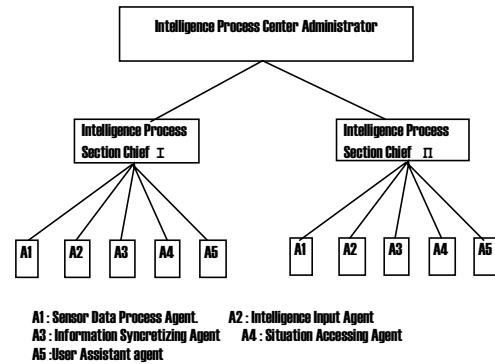 Intelligence Process Center Administrator
Intelligence Process
Section Chief I
Intelligence Process
Section Chief Π
A1 A2 A3 A4 A5
A1 A2 A3 A4 A5
A1 : Sensor Data Process Agent. A2 : Intelligence Input Agent
A3 : Information Syncretizing Agent A4 : Situation Accessing Agent
A5 :User Assistant agent